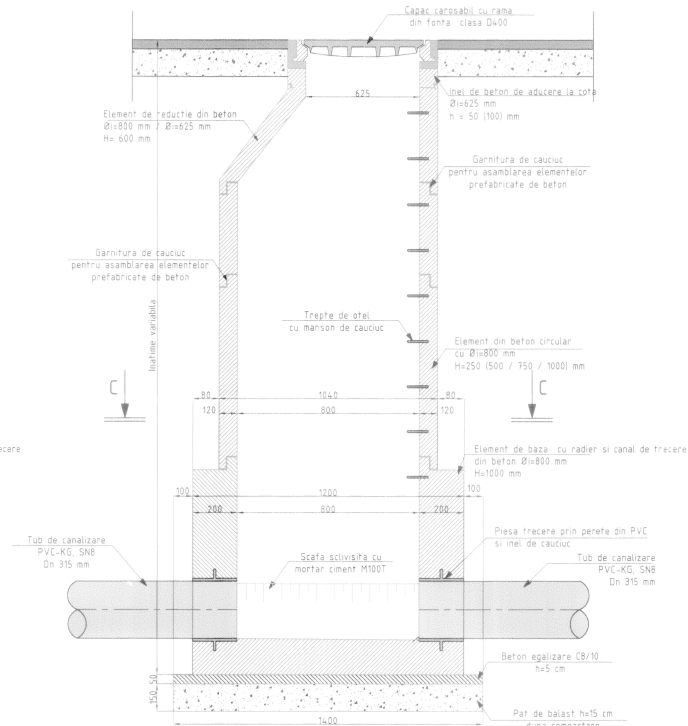 Capac carosabil cu rama
din fonta clasa D400
625
Inel de beton de aducere la cota
Øi=625 mm
h = 50 (100) mm
Element de reductie din beton
Øi=800 mm / Øi=625 mm
H= 600 mm
Garnitura de cauciuc
pentru asamblarea elementelor
prefabricate de beton
Garnitura de cauciuc
pentru asamblarea elementelor
prefabricate de beton
Inaltime variabila
Trepte de otel
cu manson de cauciuc
Element din beton circular
cu Øi=800 mm
H=250 (500 / 750 / 1000) mm
C
C
80 1040 80
120 800 120
ecere
Element de baza cu radier si canal de trecere
din beton Øi=800 mm
H=1000 mm
100 1200 100
200 800 200
Piesa trecere prin perete din PVC
si inel de cauciuc
Tub de canalizare
PVC-KG, SN8
Dn 315 mm
Scafa sclivisita cu
mortar ciment M100T
Tub de canalizare
PVC-KG, SN8
Dn 315 mm
Beton egalizare C8/10
h=5 cm
50
150
Pat de balast h=15 cm
dupa compactare
1400